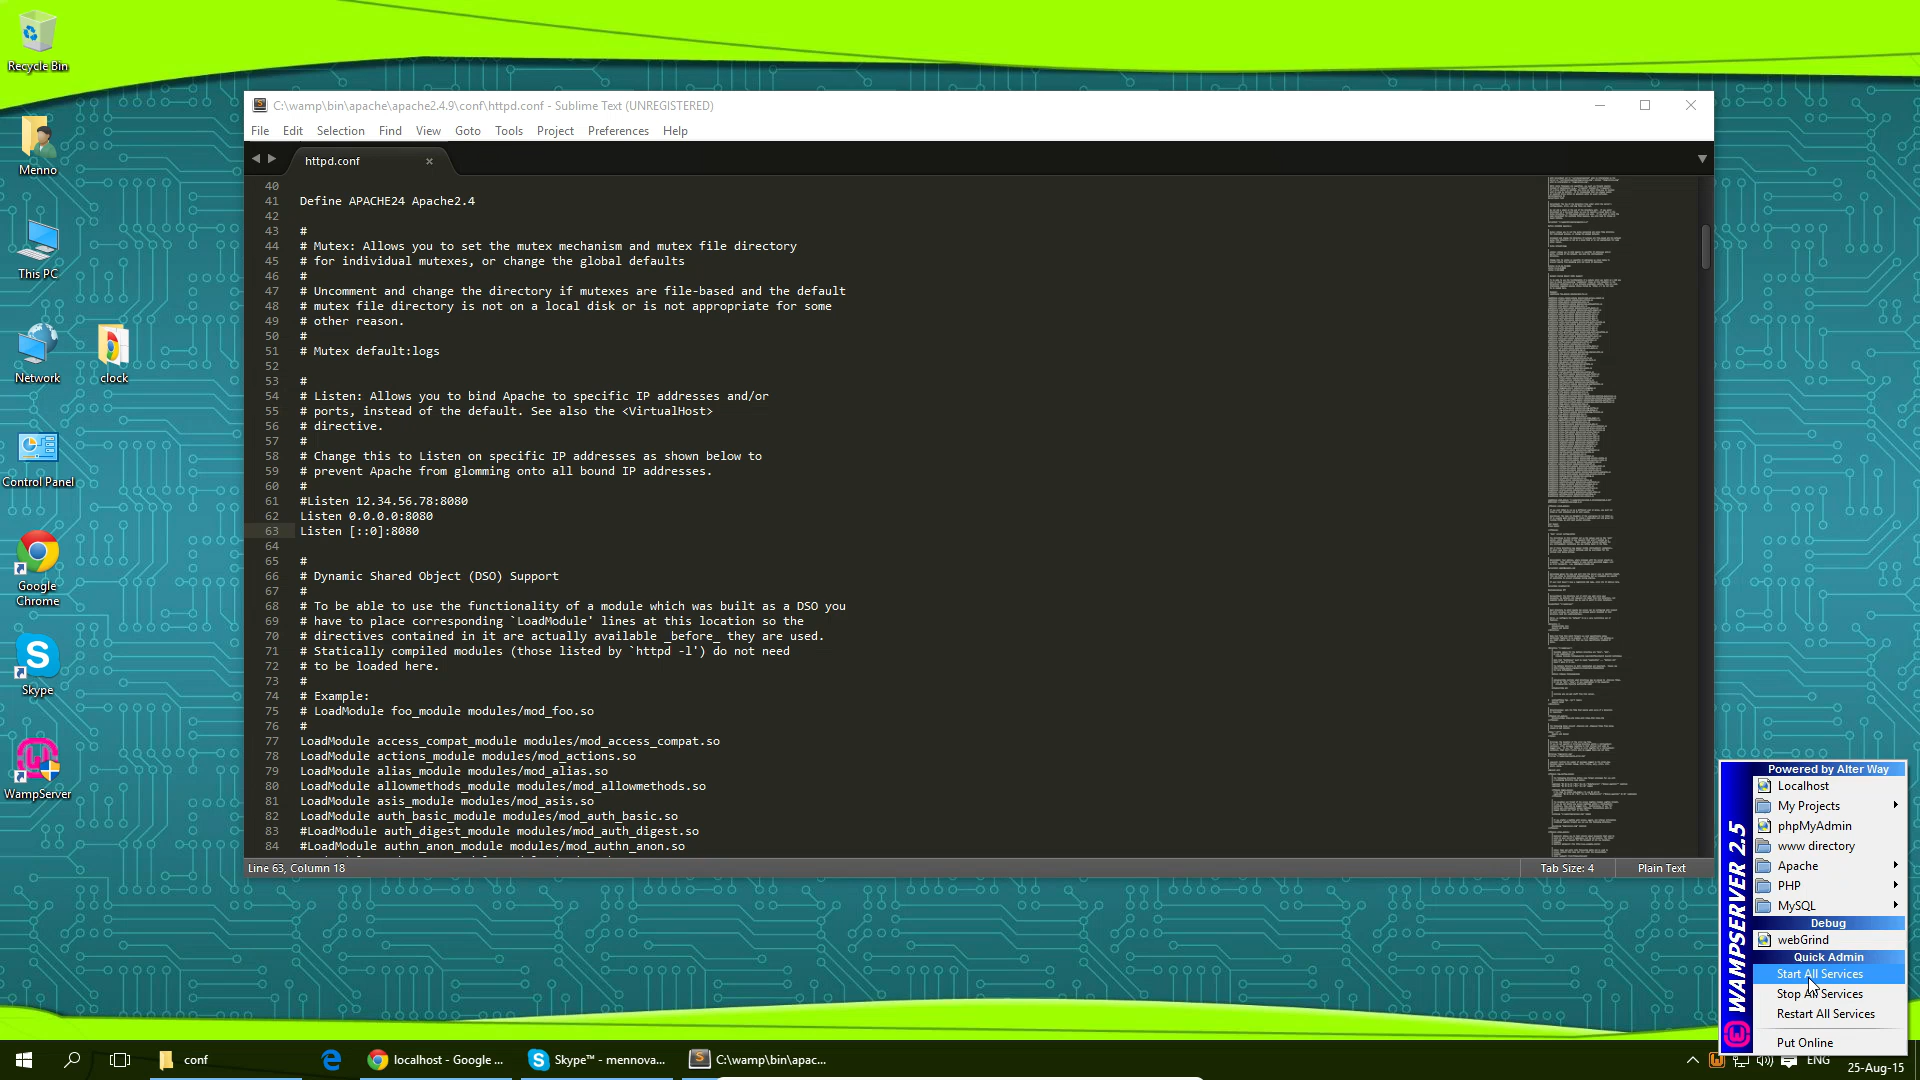 Recycle Bin
Menno
This PC
Network
clock
Control Panel
Google
Chrome
Skype
WampServer
C:\wamp\bin\apache\apache2.4.9\conf\httpd.conf - Sublime Text (UNREGISTERED)
File Edit Selection Find View Goto Tools Project Preferences Help
httpd.conf
40
41 Define APACHE24 Apache2.4
42
43 #
44 # Mutex: Allows you to set the mutex mechanism and mutex file directory
45 # for individual mutexes, or change the global defaults
46 #
47 # Uncomment and change the directory if mutexes are file-based and the default
48 # mutex file directory is not on a local disk or is not appropriate for some
49 # other reason.
50 #
51 # Mutex default:logs
52
53 #
54 # Listen: Allows you to bind Apache to specific IP addresses and/or
55 # ports, instead of the default. See also the <VirtualHost>
56 # directive.
57 #
58 # Change this to Listen on specific IP addresses as shown below to
59 # prevent Apache from glomming onto all bound IP addresses.
60 #
61 #Listen 12.34.56.78:8080
62 Listen 0.0.0.0:8080
63 Listen [::0]:8080
64
65 #
66 # Dynamic Shared Object (DSO) Support
67 #
68 # To be able to use the functionality of a module which was built as a DSO you
69 # have to place corresponding `LoadModule' lines at this location so the
70 # directives contained in it are actually available _before_ they are used.
71 # Statically compiled modules (those listed by `httpd -l') do not need
72 # to be loaded here.
73 #
74 # Example:
75 # LoadModule foo_module modules/mod_foo.so
76 #
77 LoadModule access_compat_module modules/mod_access_compat.so
78 LoadModule actions_module modules/mod_actions.so
79 LoadModule alias_module modules/mod_alias.so
80 LoadModule allowmethods_module modules/mod_allowmethods.so
81 LoadModule asis_module modules/mod_asis.so
82 LoadModule auth_basic_module modules/mod_auth_basic.so
83 #LoadModule auth_digest_module modules/mod_auth_digest.so
84 #LoadModule authn_anon_module modules/mod_authn_anon.so
Line 63, Column 18
Tab Size: 4
Plain Text
WAMPSERVER 2.5
Powered by Alter Way
Localhost
My Projects
phpMyAdmin
www directory
Apache
PHP
MySQL
Debug
webGrind
Quick Admin
Start All Services
Stop All Services
Restart All Services
Put Online
conf
localhost - Google ...
Skype™ - mennova...
C:\wamp\bin\apac...
ENG
25-Aug-15